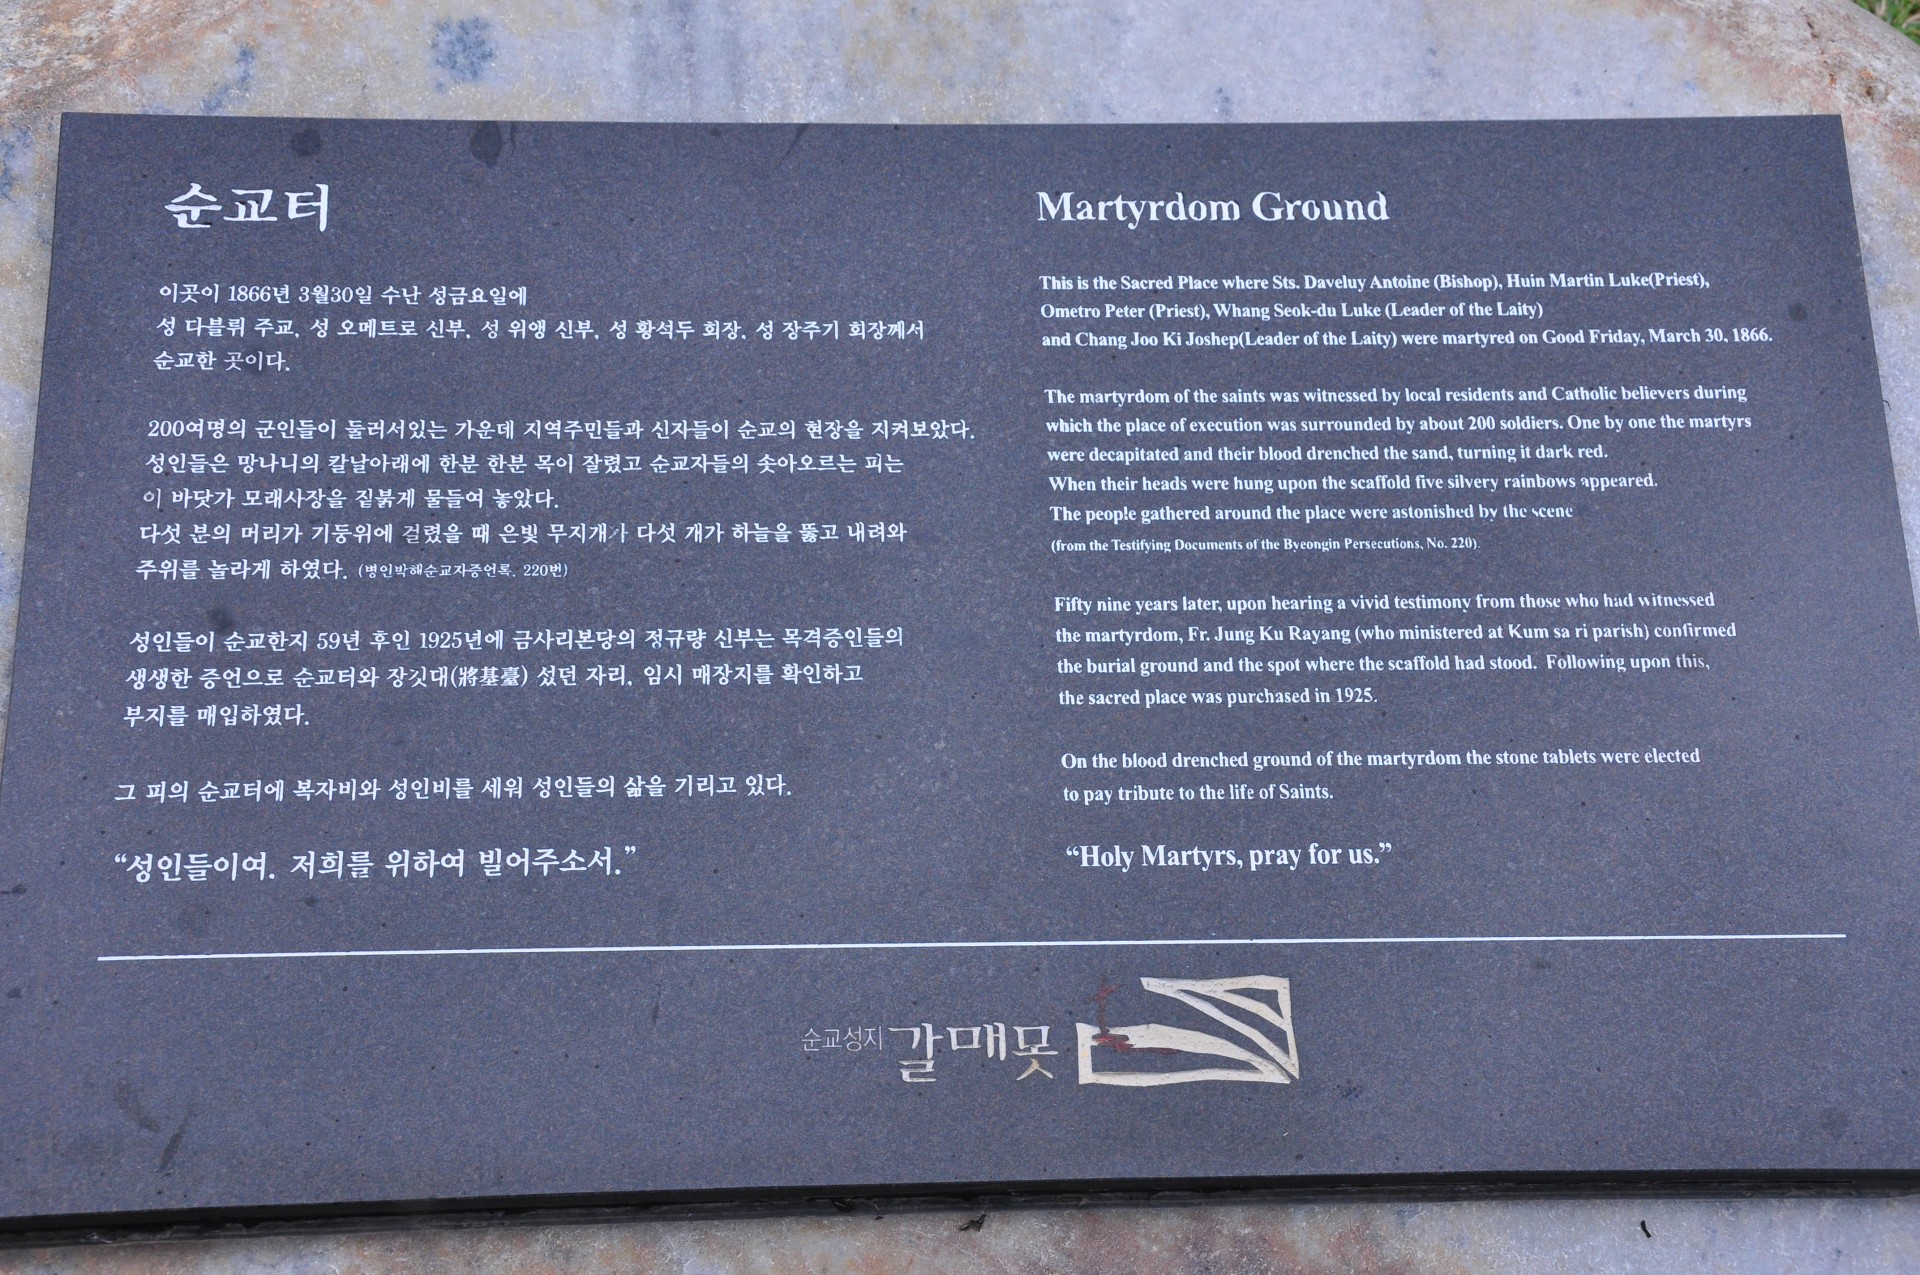 순교터
이곳이 1866년 3월30일 수난 성금요일에
성 다블뤼 주교, 성 오메트로 신부, 성 위앵 신부, 성 황석두 회장, 성 장주기 회장께서
순교한 곳이다.
200여명의 군인들이 둘러서있는 가운데 지역주민들과 신자들이 순교의 현장을 지켜보았다.
성인들은 망나니의 칼날아래에 한분 한분 목이 잘렸고 순교자들의 솟아오르는 피는
이 바닷가 모래사장을 짙붉게 물들여 놓았다.
다섯 분의 머리가 기둥위에 걸렸을 때 은빛 무지개가 다섯 개가 하늘을 뚫고 내려와
주위를 놀라게 하였다. (병인박해순교자증언록. 220번)
성인들이 순교한지 59년 후인 1925년에 금사리본당의 정규량 신부는 목격증인들의
생생한 증언으로 순교터와 장깃대(將基臺) 섰던 자리, 임시 매장지를 확인하고
부지를 매입하였다.
그 피의 순교터에 복자비와 성인비를 세워 성인들의 삶을 기리고 있다.
“성인들이여. 저희를 위하여 빌어주소서.”
Martyrdom Ground
This is the Sacred Place where Sts. Daveluy Antoine (Bishop), Huin Martin Luke(Priest),
Ometro Peter (Priest), Whang Seok-du Luke (Leader of the Laity)
and Chang Joo Ki Joshep(Leader of the Laity) were martyred on Good Friday, March 30, 1866.
The martyrdom of the saints was witnessed by local residents and Catholic believers during
which the place of execution was surrounded by about 200 soldiers. One by one the martyrs
were decapitated and their blood drenched the sand, turning it dark red.
When their heads were hung upon the scaffold five silvery rainbows appeared.
The people gathered around the place were astonished by the scene
(from the Testifying Documents of the Byeongin Persecutions, No. 220).
Fifty nine years later, upon hearing a vivid testimony from those who had witnessed
the martyrdom, Fr. Jung Ku Rayang (who ministered at Kum sa ri parish) confirmed
the burial ground and the spot where the scaffold had stood. Following upon this,
the sacred place was purchased in 1925.
On the blood drenched ground of the martyrdom the stone tablets were elected
to pay tribute to the life of Saints.
“Holy Martyrs, pray for us.”
순교성지 갈매못